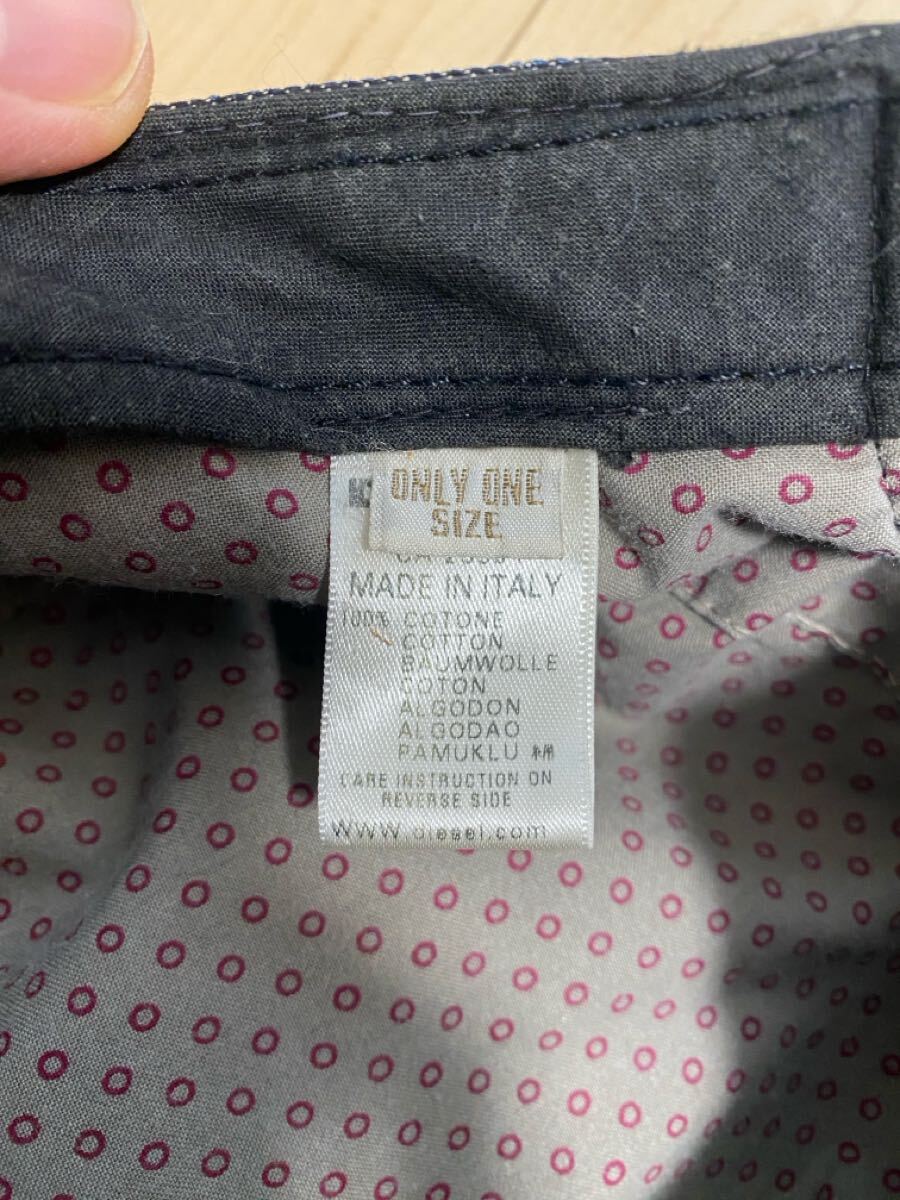 ONLY ONE
SIZE
MADE IN ITALY
100% COTONE
COTTON
BAUMWOLLE
COTON
ALGODON
ALGODAO
PAMUKLU 綿
CARE INSTRUCTION ON
REVERSE SIDE
WWW.diesel.com